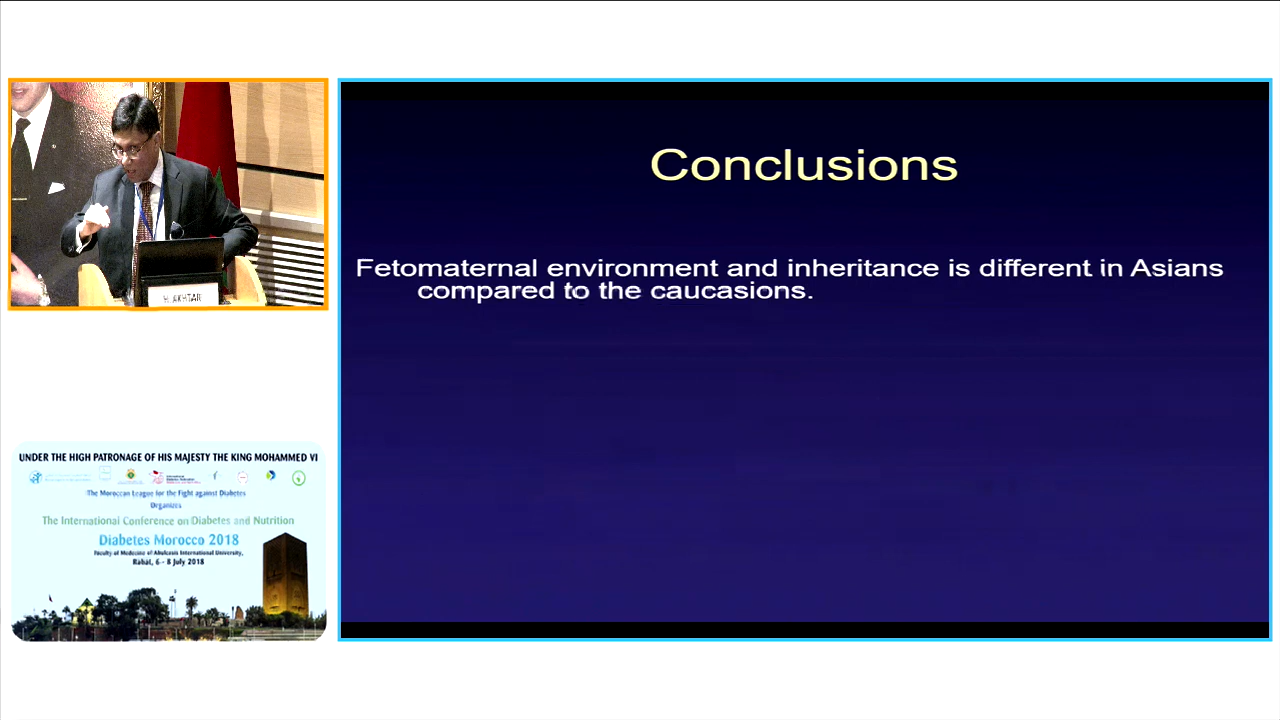 H. AKHTAR
UNDER THE HIGH PATRONAGE OF HIS MAJESTY THE KING MOHAMMED VI
The Moroccan League for the Fight against Diabetes
Organizes
The International Conference on Diabetes and Nutrition
Diabetes Morocco 2018
Faculty of Medicine of Abulcasis International University,
Rabat, 6 - 8 July 2018
Conclusions
Fetomaternal environment and inheritance is different in Asians
compared to the caucasions.